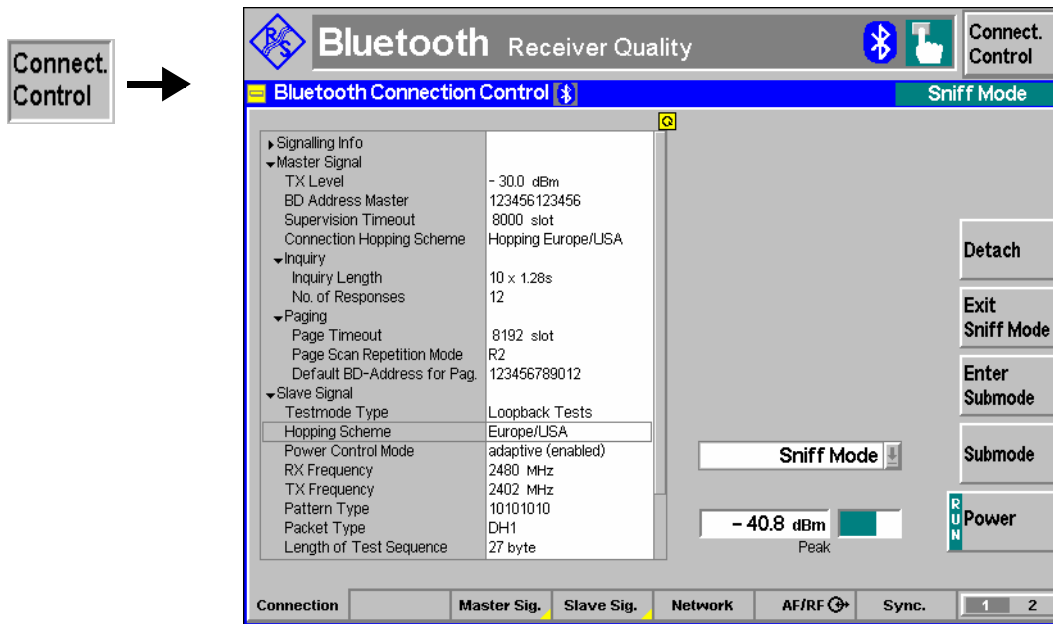 Connect.
Control
R S
Bluetooth Receiver Quality
Connect.
Control
Bluetooth Connection Control
Sniff Mode
Signalling Info
Master Signal
TX Level - 30.0 dBm
BD Address Master 123456123456
Supervision Timeout 8000 slot
Connection Hopping Scheme Hopping Europe/USA
Inquiry
Inquiry Length 10 x 1.28s
No. of Responses 12
Paging
Page Timeout 8192 slot
Page Scan Repetition Mode R2
Default BD-Address for Pag. 123456789012
Slave Signal
Testmode Type Loopback Tests
Hopping Scheme Europe/USA
Power Control Mode adaptive (enabled)
RX Frequency 2480 MHz
TX Frequency 2402 MHz
Pattern Type 10101010
Packet Type DH1
Length of Test Sequence 27 byte
Sniff Mode
- 40.8 dBm
Peak
Detach
Exit
Sniff Mode
Enter
Submode
Submode
RUN
Power
Connection Master Sig. Slave Sig. Network AF/RF Sync. 1 2